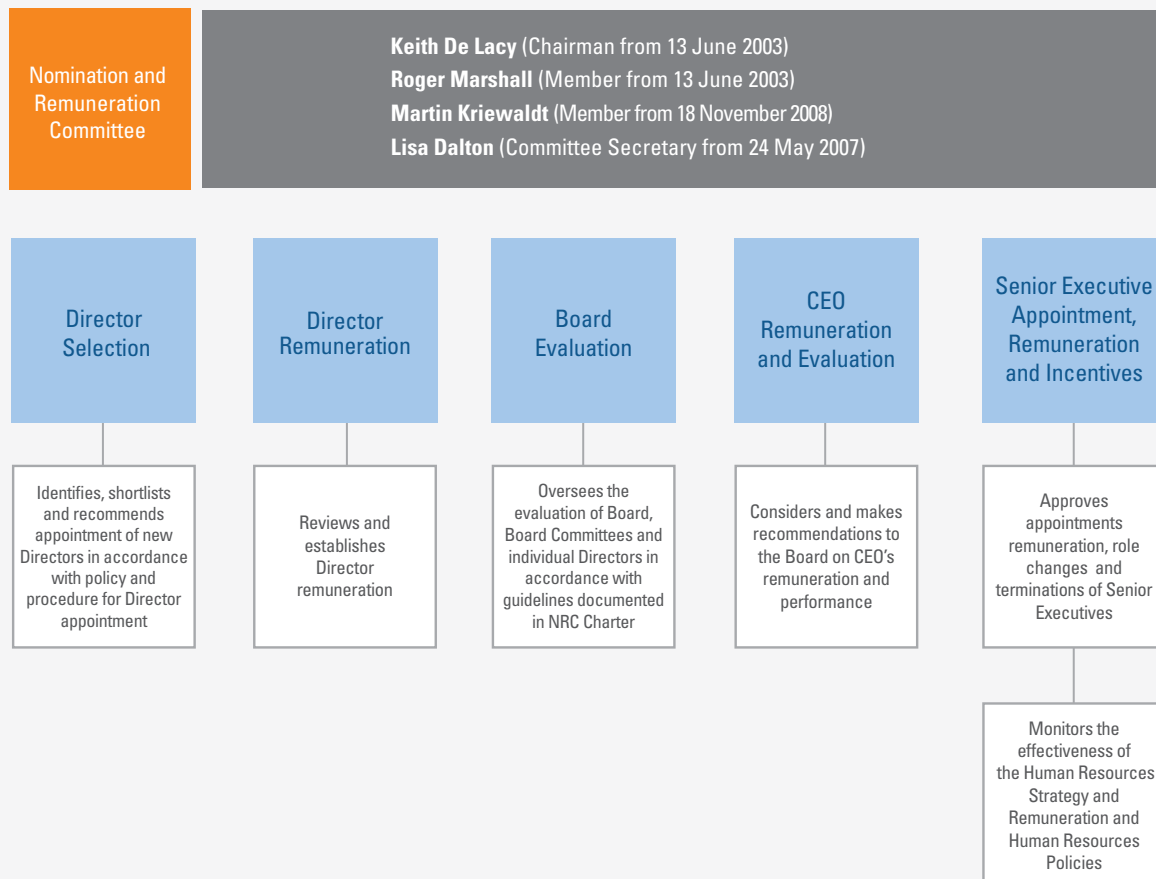 Nomination and
Remuneration
Committee
Keith De Lacy (Chairman from 13 June 2003)
Roger Marshall (Member from 13 June 2003)
Martin Kriewaldt (Member from 18 November 2008)
Lisa Dalton (Committee Secretary from 24 May 2007)
Director
Selection
Identifies, shortlists
and recommends
appointment of new
Directors in accordance
with policy and
procedure for Director
appointment
Director
Remuneration
Reviews and
establishes
Director
remuneration
Board
Evaluation
Oversees the
evaluation of Board,
Board Committees and
individual Directors in
accordance with
guidelines documented
in NRC Charter
CEO
Remuneration
and Evaluation
Considers and makes
recommendations to
the Board on CEO’s
remuneration and
performance
Senior Executive
Appointment,
Remuneration
and Incentives
Approves
appointments
remuneration, role
changes and
terminations of Senior
Executives
Monitors the
effectiveness of
the Human Resources
Strategy and
Remuneration and
Human Resources
Policies